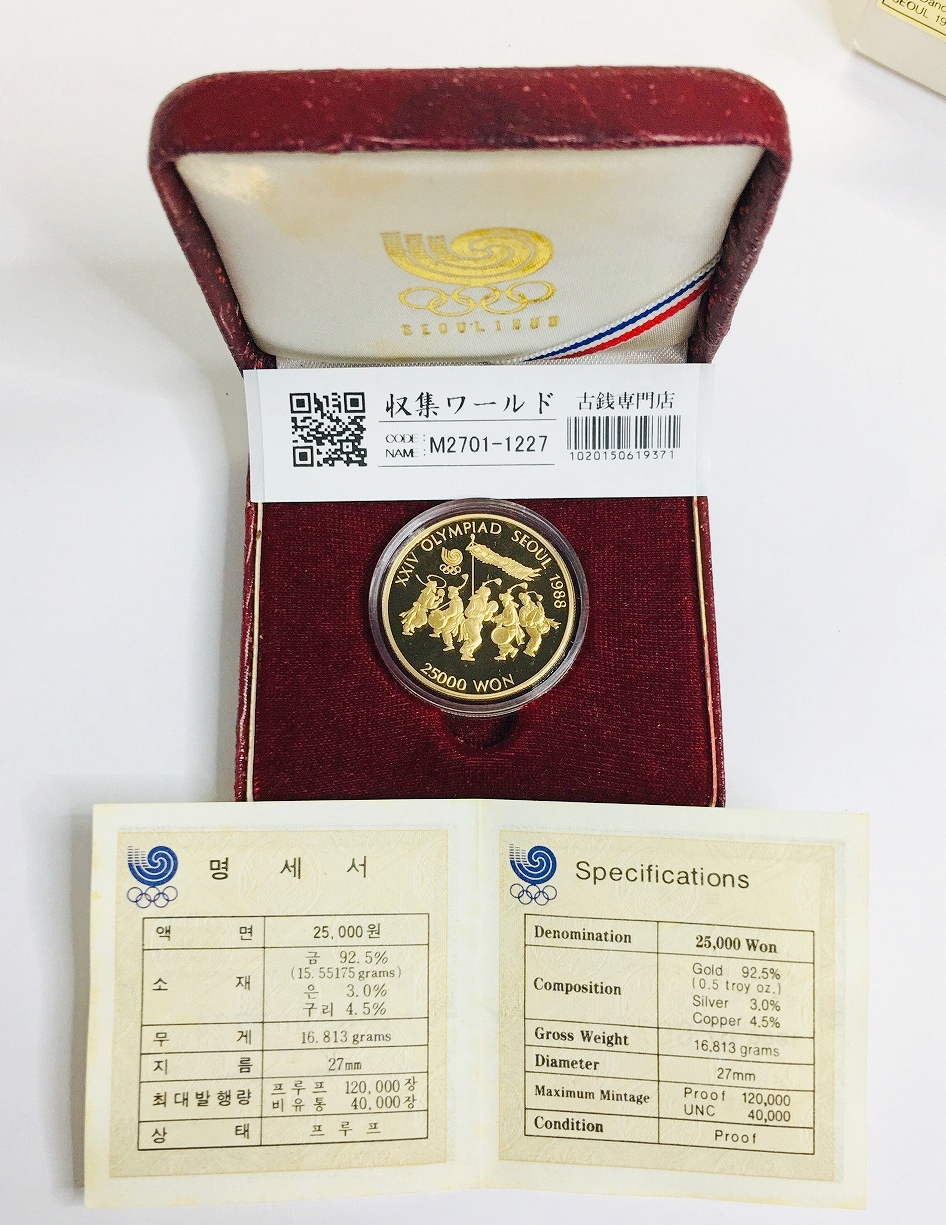 SEOUL 19
SEOUL 1988
収集ワールド
古銭専門店
CODE:
NAME:
M2701-1227
1020150619371
XXIV OLYMPIAD SEOUL 1988
25000 WON
명 세 서
액 면 25,000원
소 재 금 92.5%
(15.55175 grams)
은 3.0%
구리 4.5%
무 게 16.813 grams
지 름 27mm
최대발행량 프루프 120,000장
비유통 40,000장
상 태 프 루 프
Specifications
Denomination 25,000 Won
Composition Gold 92.5%
(0.5 troy oz.)
Silver 3.0%
Copper 4.5%
Gross Weight 16.813 grams
Diameter 27mm
Maximum Mintage Proof 120,000
UNC 40,000
Condition Proof